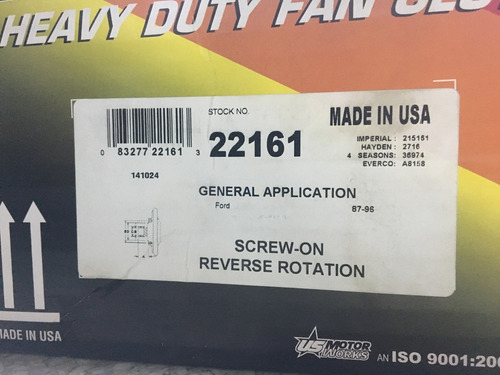 HEAVY DUTY FAN CLU
STOCK NO. MADE IN USA
0 83277 22161 3 22161
IMPERIAL : 215161
HAYDEN : 2716
4 SEASONS: 36974
EVERCO: A8158
141024
GENERAL APPLICATION
Ford 87-96
SCREW-ON
REVERSE ROTATION
MADE IN USA
US MOTOR WORKS
AN ISO 9001:200